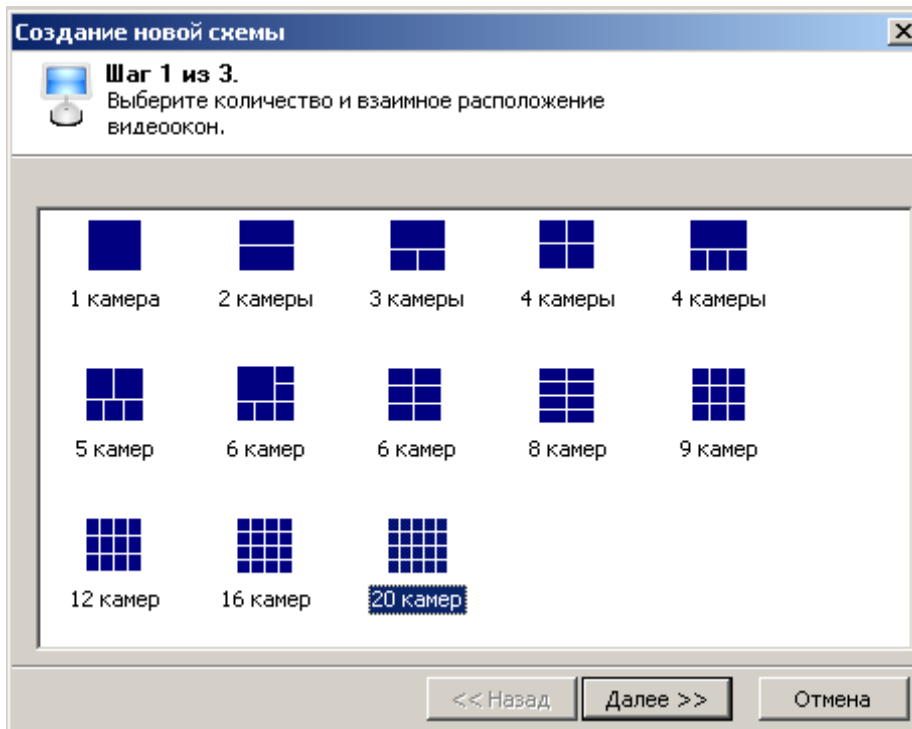 Создание новой схемы
Шаг 1 из 3.
Выберите количество и взаимное расположение
видеоокон.
1 камера 2 камеры 3 камеры 4 камеры 4 камеры
5 камер 6 камер 6 камер 8 камер 9 камер
12 камер 16 камер 20 камер
<< Назад Далее >> Отмена